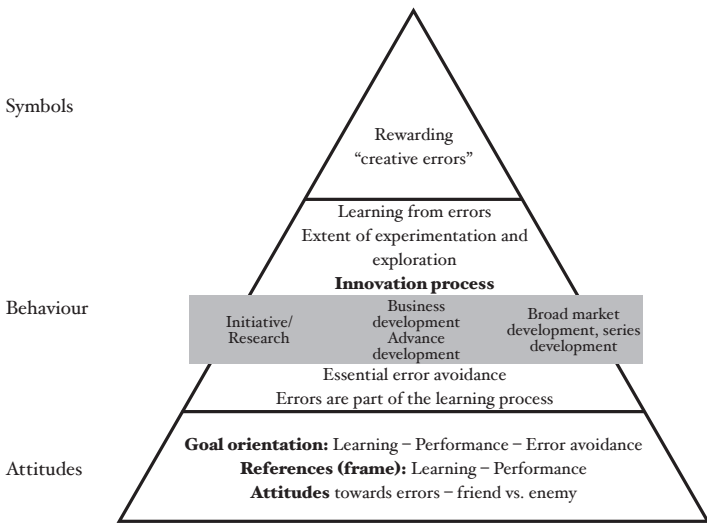 Symbols
Rewarding
“creative errors”
Learning from errors
Extent of experimentation and
exploration
Innovation process
Behaviour
Initiative/
Research
Business
development
Advance
development
Broad market
development, series
development
Essential error avoidance
Errors are part of the learning process
Attitudes
Goal orientation: Learning – Performance – Error avoidance
References (frame): Learning – Performance
Attitudes towards errors – friend vs. enemy